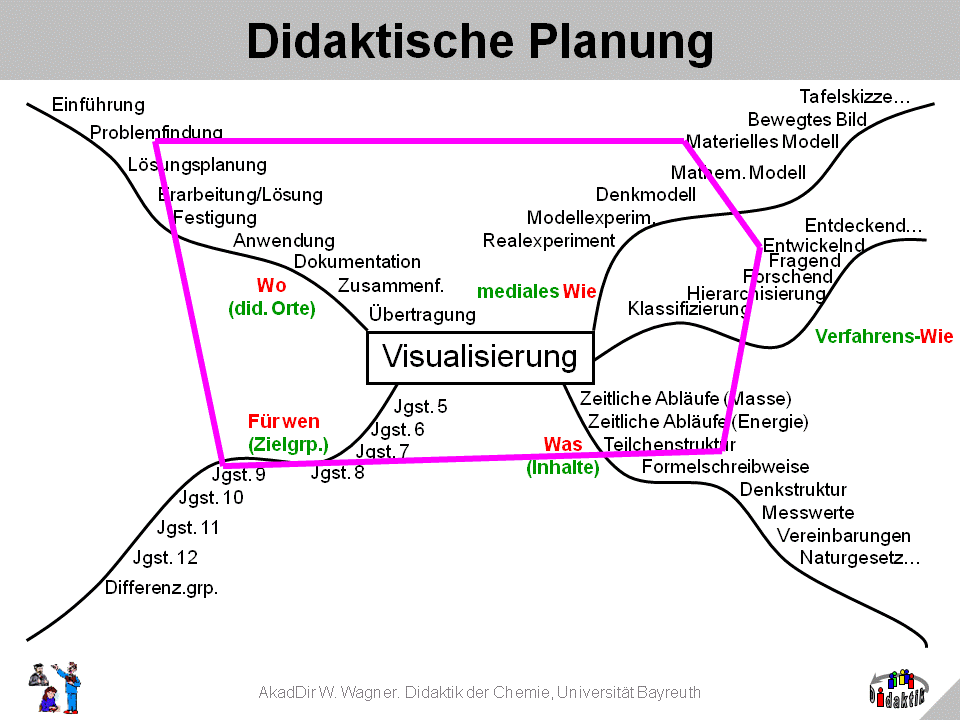 Didaktische Planung
Einführung
Problemfindung
Lösungsplanung
Erarbeitung/Lösung
Festigung
Anwendung
Dokumentation
Zusammenf.
Übertragung
Wo
(did. Orte)
Tafelskizze...
Bewegtes Bild
Materielles Modell
Mathem. Modell
Denkmodell
Modellexperim.
Realexperiment
mediales Wie
Entdeckend...
Entwickelnd
Fragend
Forschend
Hierarchisierung
Klassifizierung
Verfahrens-Wie
Visualisierung
Für wen
(Zielgrp.)
Jgst. 5
Jgst. 6
Jgst. 7
Jgst. 8
Jgst. 9
Jgst. 10
Jgst. 11
Jgst. 12
Differenz.grp.
Was
(Inhalte)
Zeitliche Abläufe (Masse)
Zeitliche Abläufe (Energie)
Teilchenstruktur
Formelschreibweise
Denkstruktur
Messwerte
Vereinbarungen
Naturgesetz...
AkadDir W. Wagner. Didaktik der Chemie, Universität Bayreuth
Didaktik